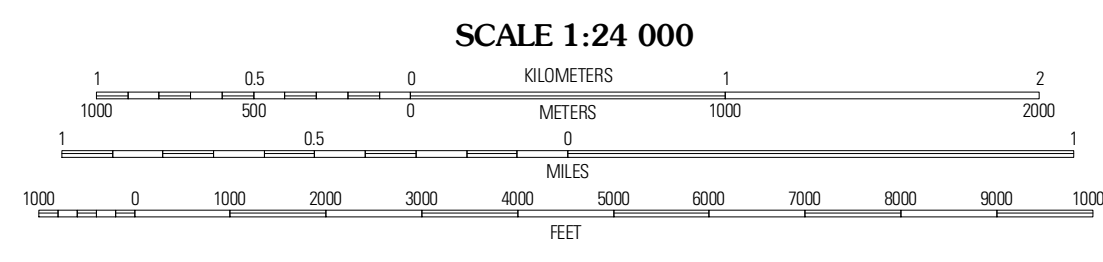 SCALE 1:24 000
1 0.5 0 KILOMETERS 1 2
1000 500 0 METERS 1000 2000
1 0.5 0 1
MILES
1000 0 1000 2000 3000 4000 5000 6000 7000 8000 9000 1000
FEET